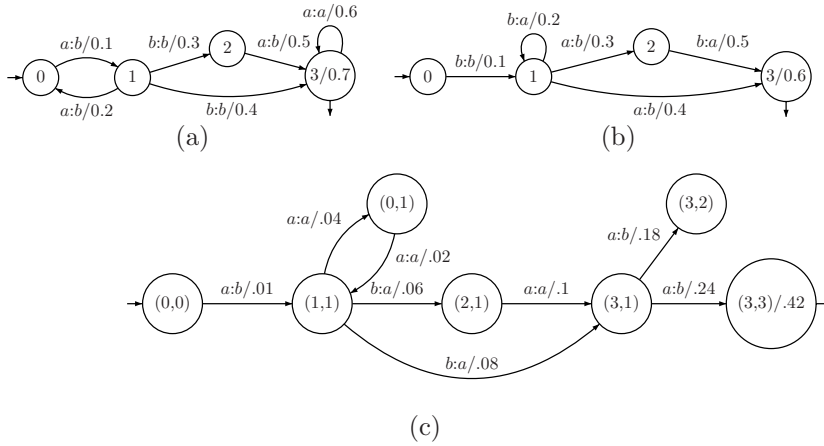 a:a/0.6
b:a/0.2
a:b/0.1
b:b/0.3
2
a:b/0.5
a:b/0.3
2
b:a/0.5
0
1
3/0.7
0
b:b/0.1
1
3/0.6
a:b/0.2
b:b/0.4
a:b/0.4
(a)
(b)
(0,1)
(3,2)
a:a/.04
a:b/.18
a:a/.02
(0,0)
a:b/.01
(1,1)
b:a/.06
(2,1)
a:a/.1
(3,1)
a:b/.24
(3,3)/.42
b:a/.08
(c)